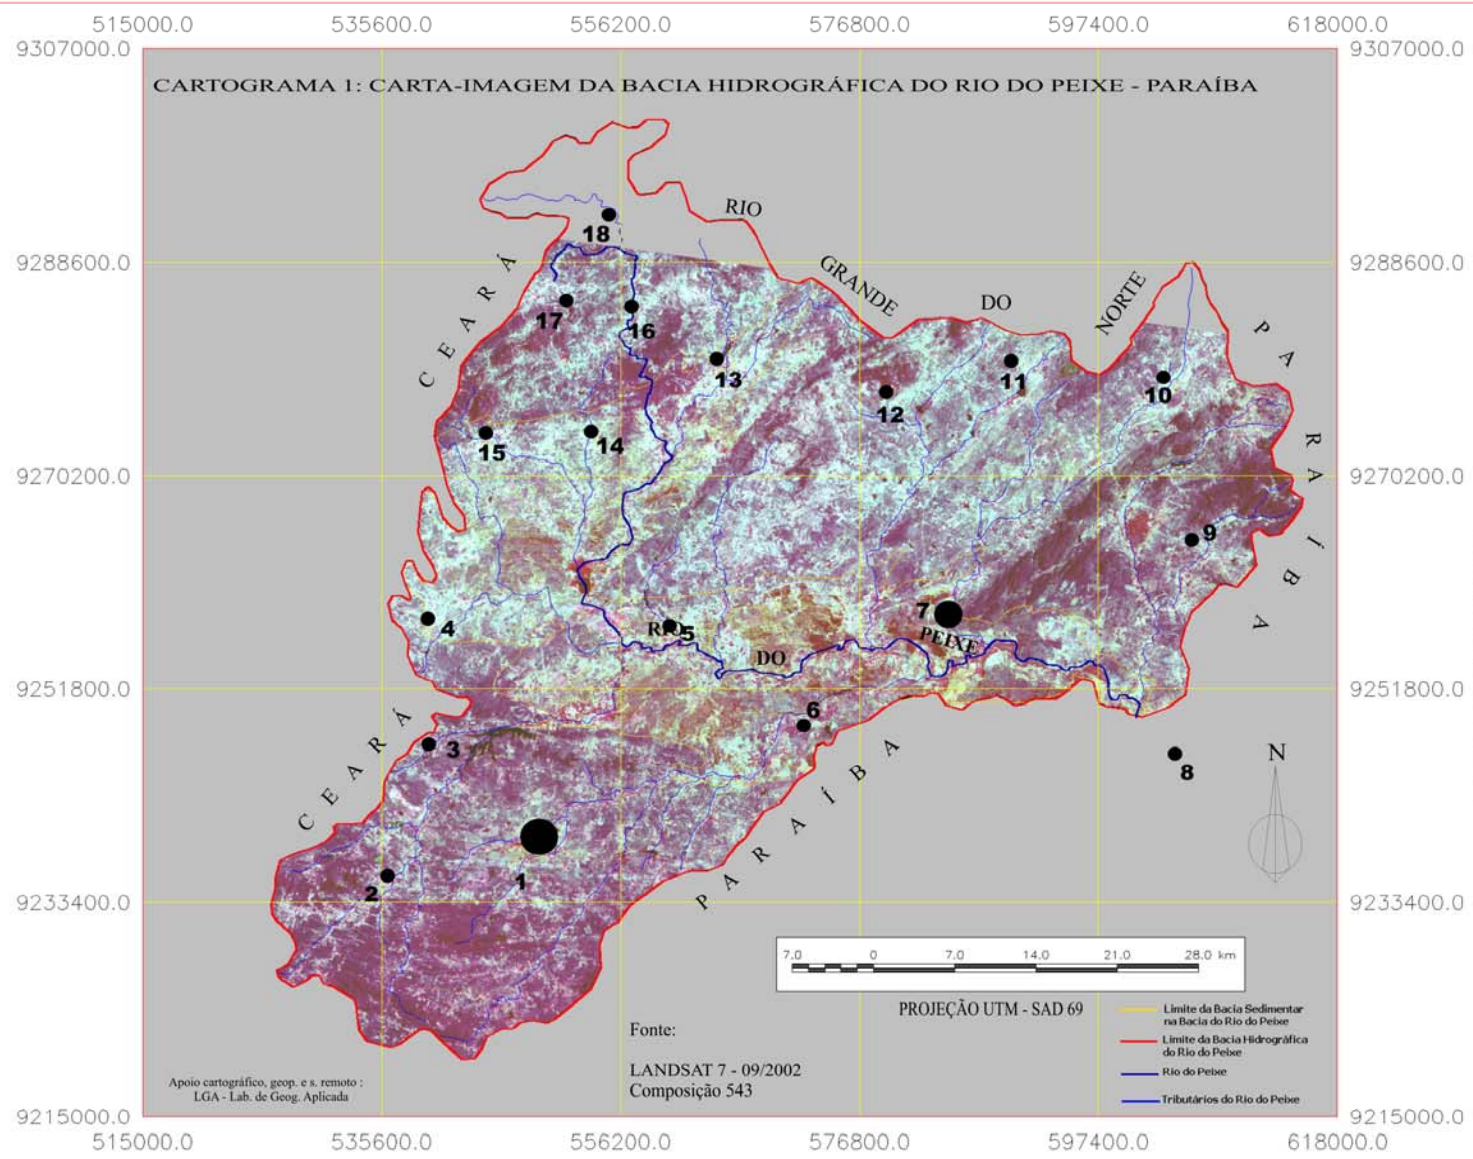 515000.0 535600.0 556200.0 576800.0 597400.0 618000.0
9307000.0 9307000.0
CARTOGRAMA 1: CARTA-IMAGEM DA BACIA HIDROGRÁFICA DO RIO DO PEIXE - PARAÍBA
RIO GRANDE DO NORTE
18
9288600.0 9288600.0
CEARÁ
PARAÍBA
17
16
13
11
10
12
15
14
9270200.0 9270200.0
9
7
4
5
RIO DO PEIXE
9251800.0 9251800.0
CEARÁ
6
3
8
PARAÍBA
N
1
2
9233400.0 9233400.0
7.0 0 7.0 14.0 21.0 28.0 km
PROJEÇÃO UTM - SAD 69
Fonte:
LANDSAT 7 - 09/2002
Composição 543
Limite da Bacia Sedimentar
na Bacia do Rio do Peixe
Limite da Bacia Hidrográfica
do Rio do Peixe
Rio do Peixe
Tributários do Rio do Peixe
Apoio cartográfico, geop. e s. remoto :
LGA - Lab. de Geog. Aplicada
9215000.0 9215000.0
515000.0 535600.0 556200.0 576800.0 597400.0 618000.0